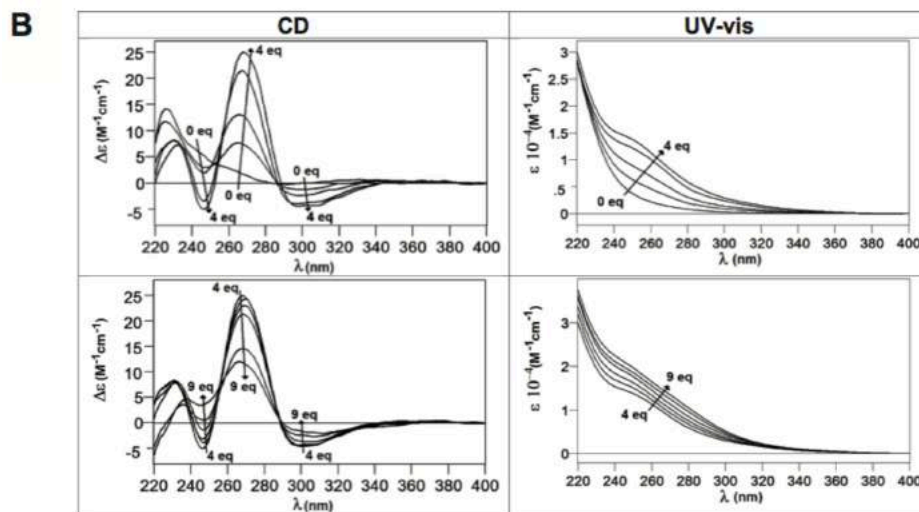 B
CD
UV-vis
25
20
15
10
5
0
-5
Δε (M⁻¹cm⁻¹)
4 eq
0 eq
0 eq
0 eq
4 eq
4 eq
220 240 260 280 300 320 340 360 380 400
λ (nm)
3
2.5
2
1.5
1
.5
0
ε 10⁻⁴(M⁻¹cm⁻¹)
4 eq
0 eq
220 240 260 280 300 320 340 360 380 400
λ (nm)
25
20
15
10
5
0
-5
Δε (M⁻¹cm⁻¹)
4 eq
9 eq
9 eq
9 eq
4 eq
4 eq
220 240 260 280 300 320 340 360 380 400
λ (nm)
3
2
1
0
ε 10⁻⁴(M⁻¹cm⁻¹)
9 eq
4 eq
220 240 260 280 300 320 340 360 380 400
λ (nm)